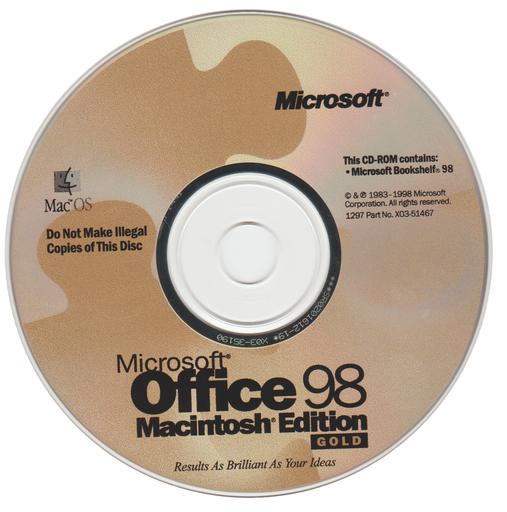 Microsoft®
This CD-ROM contains:
• Microsoft Bookshelf® 98
© & ℗ 1983-1998 Microsoft
Corporation. All rights reserved.
1297 Part No. X03-51467
Mac OS
Do Not Make Illegal
Copies of This Disc
Microsoft®
Office 98
Macintosh® Edition
GOLD
Results As Brilliant As Your Ideas